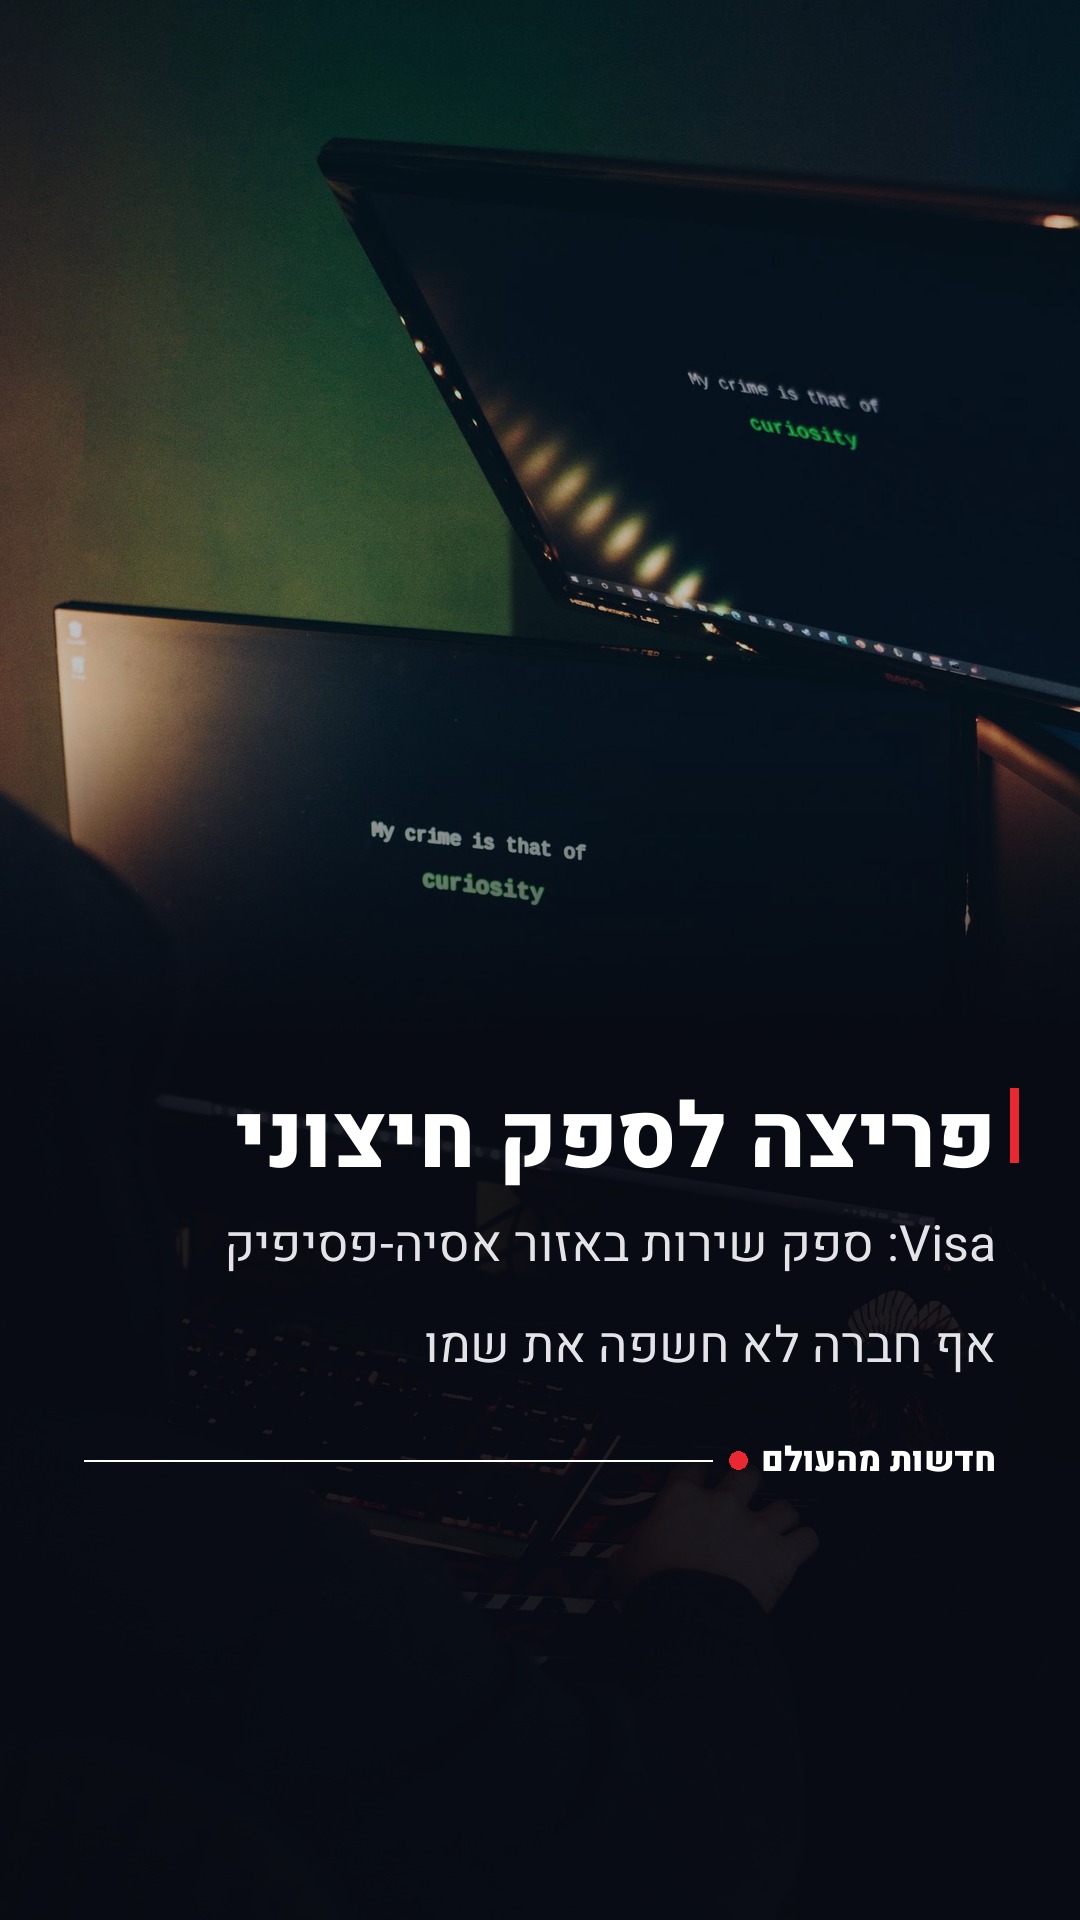 My crime is that of
curiosity
My crime is that of
curiosity
פריצה לספק חיצוני
Visa: ספק שירות באזור אסיה-פסיפיק
אף חברה לא חשפה את שמו
חדשות מהעולם